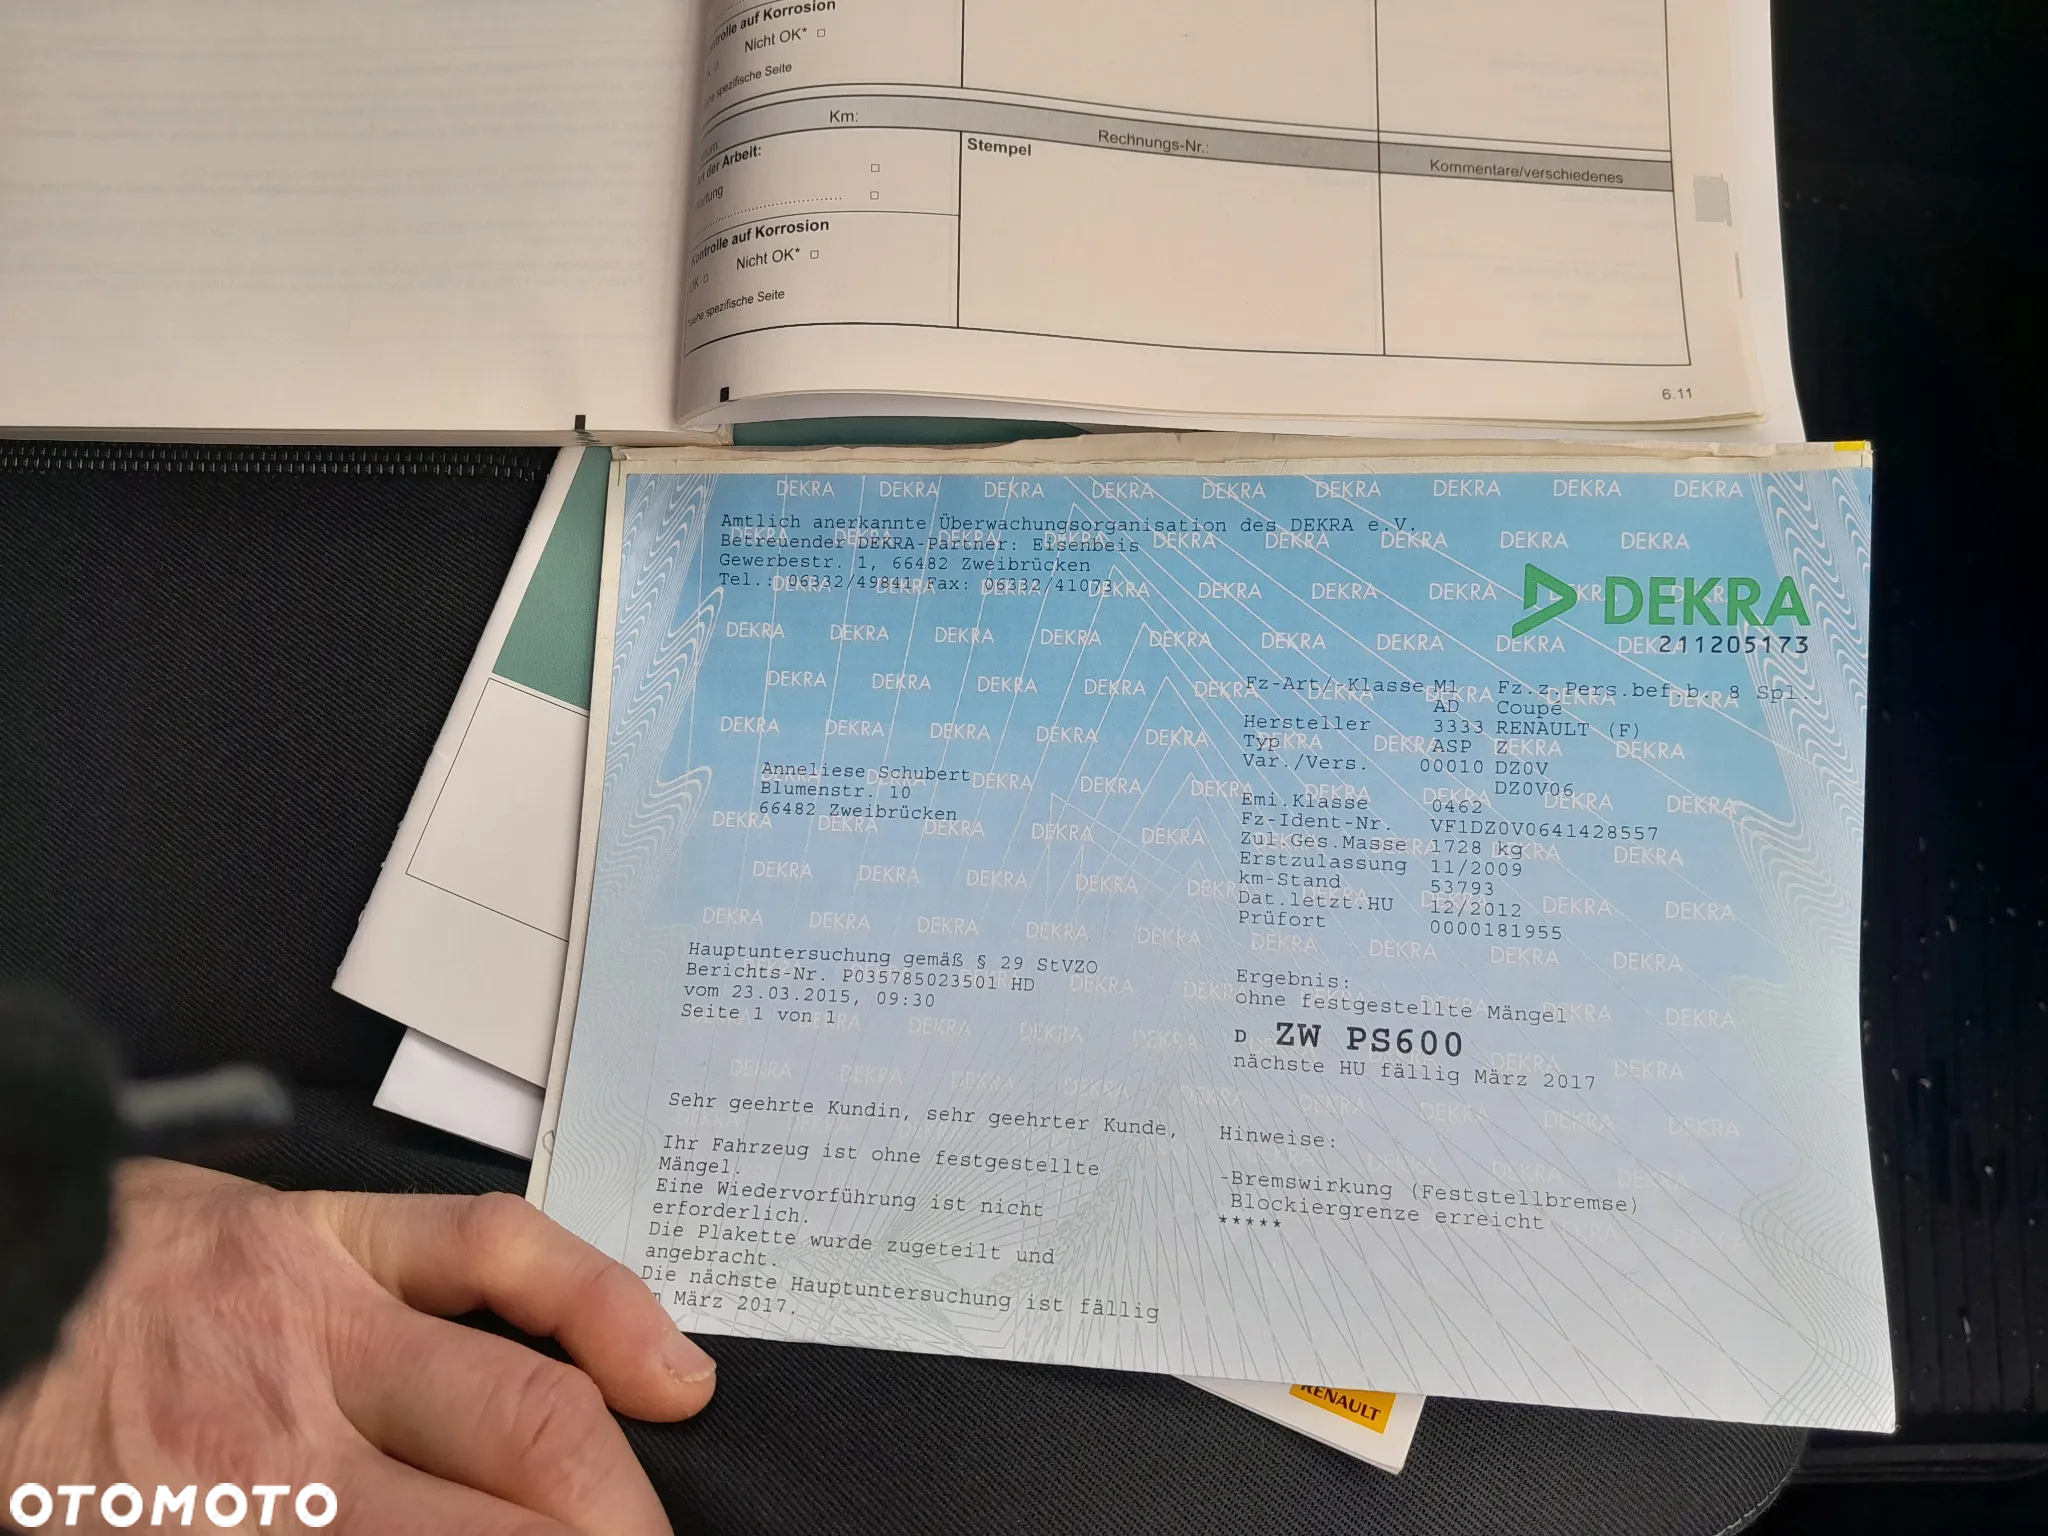 Kontrolle auf Korrosion
Nicht OK* □
spezifische Seite
Km:
Rechnungs-Nr.:
Kommentare/verschiedenes
Art der Arbeit: □
Wartung □
Stempel
Kontrolle auf Korrosion
OK □ Nicht OK* □
*siehe spezifische Seite
6.11
Amtlich anerkannte Überwachungsorganisation des DEKRA e.V.
Betreuender DEKRA-Partner: Eisenbeis
Gewerbestr. 1, 66482 Zweibrücken
Tel.: 06332/49841 Fax: 06332/41073
DEKRA
211205173
Anneliese Schubert
Blumenstr. 10
66482 Zweibrücken
Fz-Art/-Klasse M1 Fz.z.Pers.bef.b. 8 Spl.
AD Coupé
Hersteller 3333 RENAULT (F)
Typ ASP Z
Var./Vers. 00010 DZ0V
DZ0V06
Emi.Klasse 0462
Fz-Ident-Nr. VF1DZ0V0641428557
Zul.Ges.Masse 1728 kg
Erstzulassung 11/2009
km-Stand 53793
Dat.letzt.HU 12/2012
Prüfort 0000181955
Hauptuntersuchung gemäß § 29 StVZO
Berichts-Nr. P035785023501 HD
vom 23.03.2015, 09:30
Seite 1 von 1
Ergebnis:
ohne festgestellte Mängel
D ZW PS600
nächste HU fällig März 2017
Sehr geehrte Kundin, sehr geehrter Kunde,
Ihr Fahrzeug ist ohne festgestellte
Mängel.
Eine Wiedervorführung ist nicht
erforderlich.
Die Plakette wurde zugeteilt und
angebracht.
Die nächste Hauptuntersuchung ist fällig
März 2017.
Hinweise:
-Bremswirkung (Feststellbremse)
Blockiergrenze erreicht
*****
RENAULT
OTOMOTO